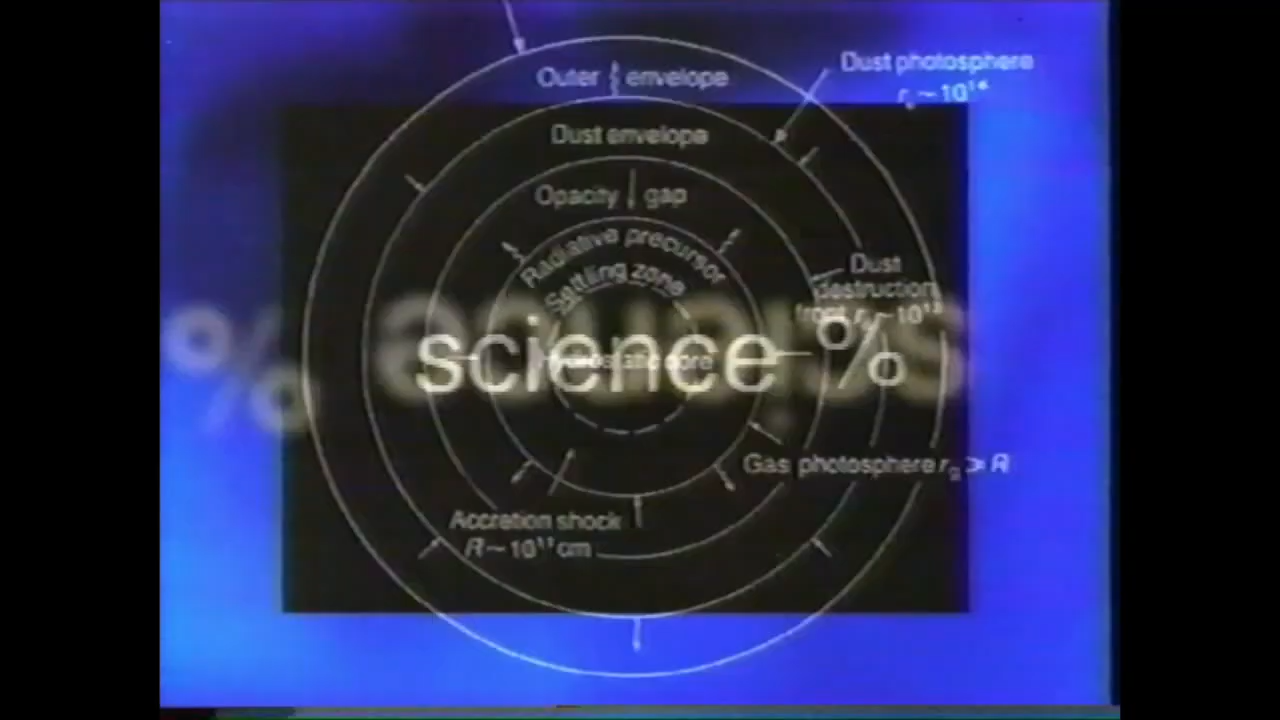 Outer envelope
Dust photosphere
Dust envelope
Opacity gap
Radiative precursor
Settling zone
Dust
destruction
front
science %
%
Gas photosphere
Accretion shock
R ~ 10¹¹ cm